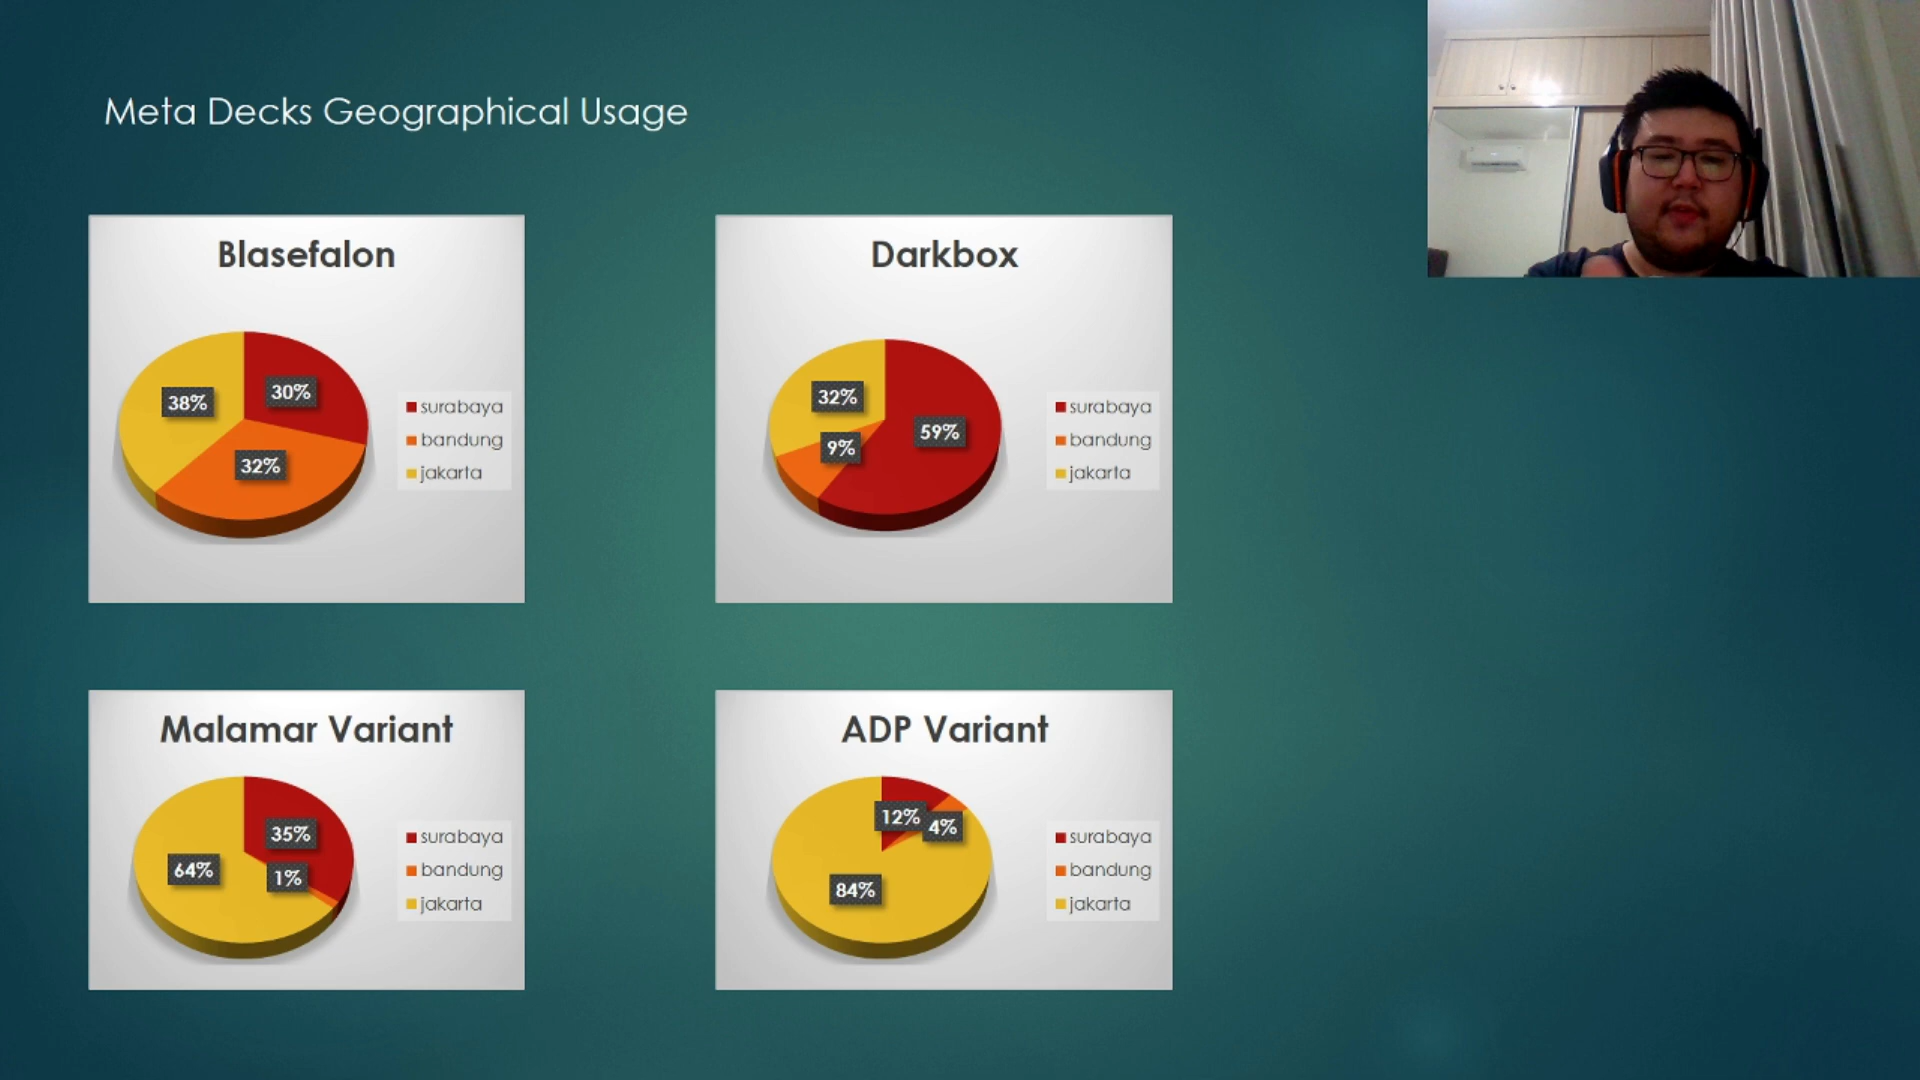 Meta Decks Geographical Usage
Blasefalon
38%
30%
32%
surabaya
bandung
jakarta
Darkbox
32%
9%
59%
surabaya
bandung
jakarta
Malamar Variant
35%
64%
1%
surabaya
bandung
jakarta
ADP Variant
12%
4%
84%
surabaya
bandung
jakarta